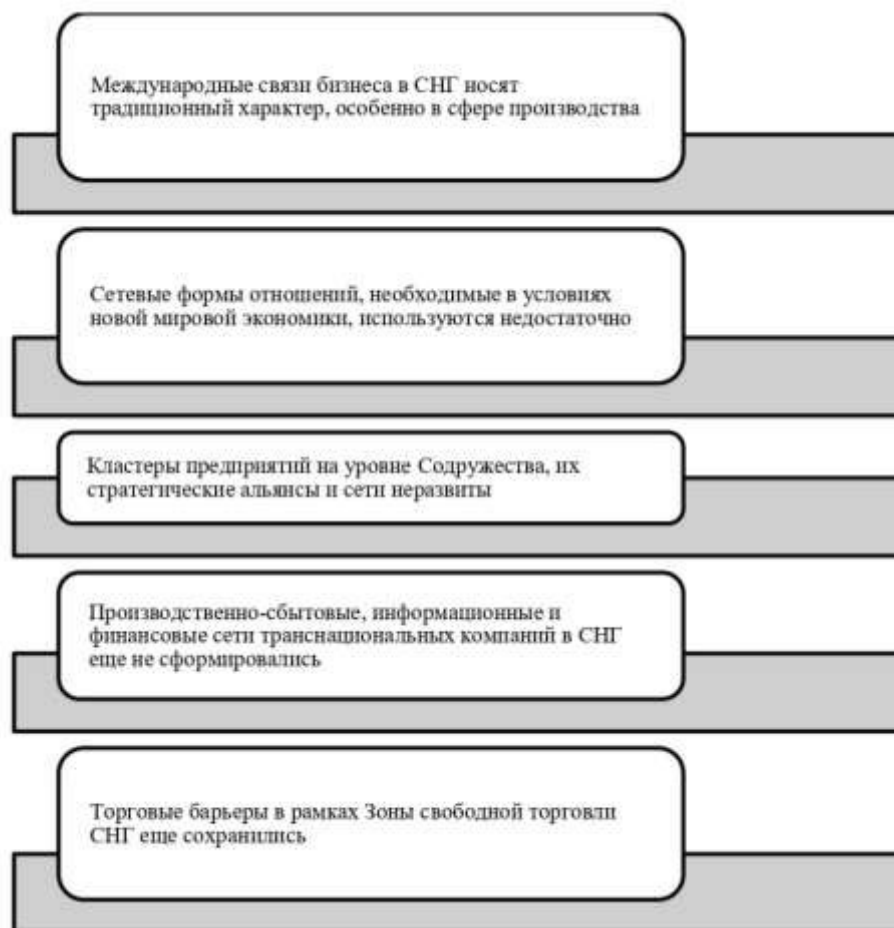 Международные связи бизнеса в СНГ носят
традиционный характер, особенно в сфере производства
Сетевые формы отношений, необходимые в условиях
новой мировой экономики, используются недостаточно
Кластеры предприятий на уровне Содружества, их
стратегические альянсы и сети неразвиты
Производственно-сбытовые, информационные и
финансовые сети транснациональных компаний в СНГ
еще не сформировались
Торговые барьеры в рамках Зоны свободной торговли
СНГ еще сохранились